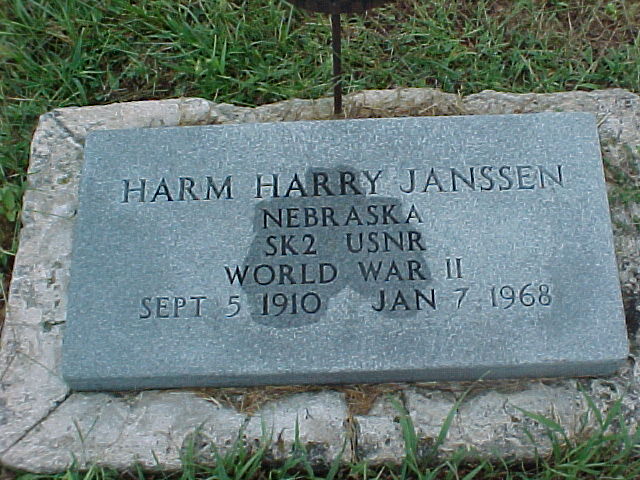 HARM HARRY JANSSEN
NEBRASKA
SK2 USNR
WORLD WAR II
SEPT 5 1910 JAN 7 1968